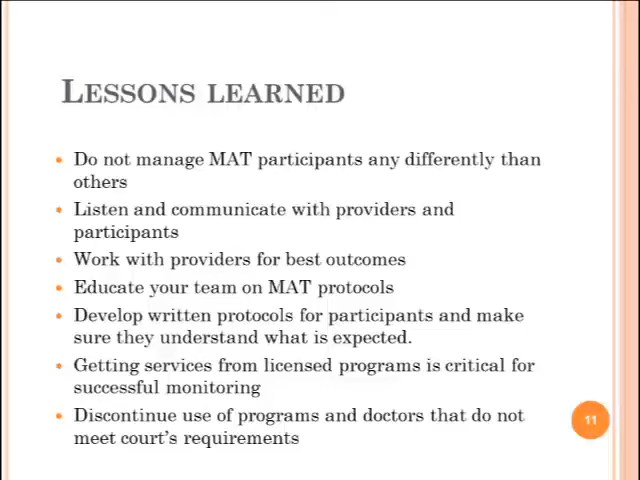 LESSONS LEARNED
• Do not manage MAT participants any differently than
others
• Listen and communicate with providers and
participants
• Work with providers for best outcomes
• Educate your team on MAT protocols
• Develop written protocols for participants and make
sure they understand what is expected.
• Getting services from licensed programs is critical for
successful monitoring
• Discontinue use of programs and doctors that do not
meet court's requirements
11